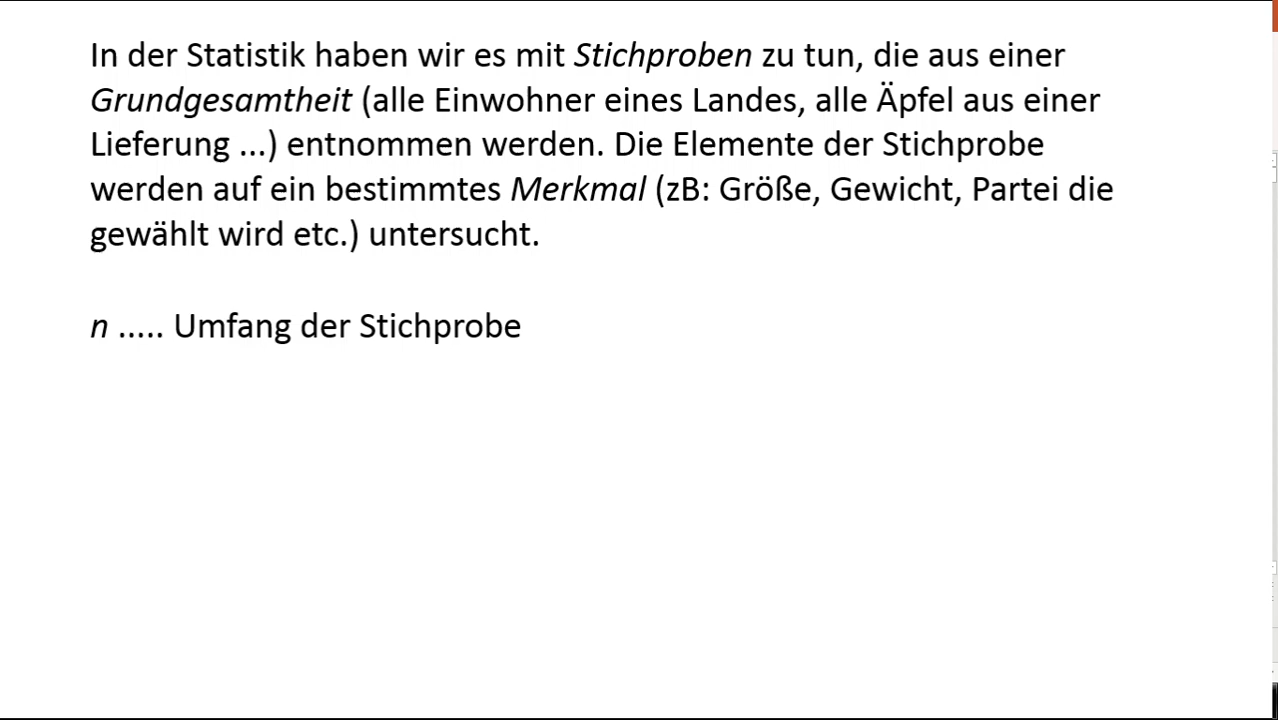 In der Statistik haben wir es mit Stichproben zu tun, die aus einer
Grundgesamtheit (alle Einwohner eines Landes, alle Äpfel aus einer
Lieferung ...) entnommen werden. Die Elemente der Stichprobe
werden auf ein bestimmtes Merkmal (zB: Größe, Gewicht, Partei die
gewählt wird etc.) untersucht.
n ..... Umfang der Stichprobe